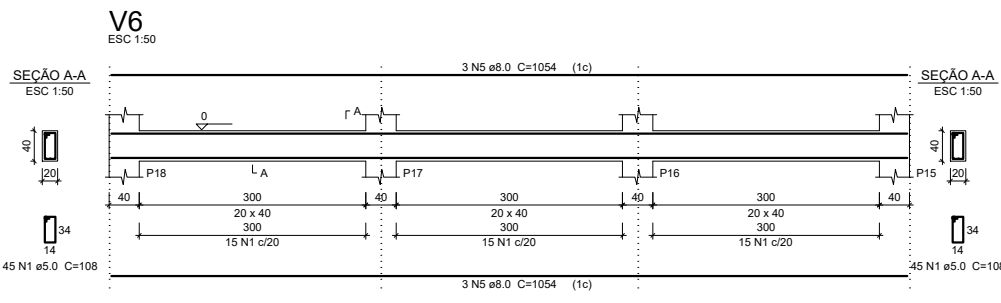 V6
ESC 1:50
3 N5 ø8.0 C=1054 (1c)
SEÇÃO A-A
ESC 1:50
SEÇÃO A-A
ESC 1:50
0
A
40
20
40
20
A
P18
P17
P16
P15
40
300
40
300
40
300
40
20 x 40
20 x 40
20 x 40
300
300
300
15 N1 c/20
15 N1 c/20
15 N1 c/20
34
14
45 N1 ø5.0 C=108
34
14
45 N1 ø5.0 C=108
3 N5 ø8.0 C=1054 (1c)